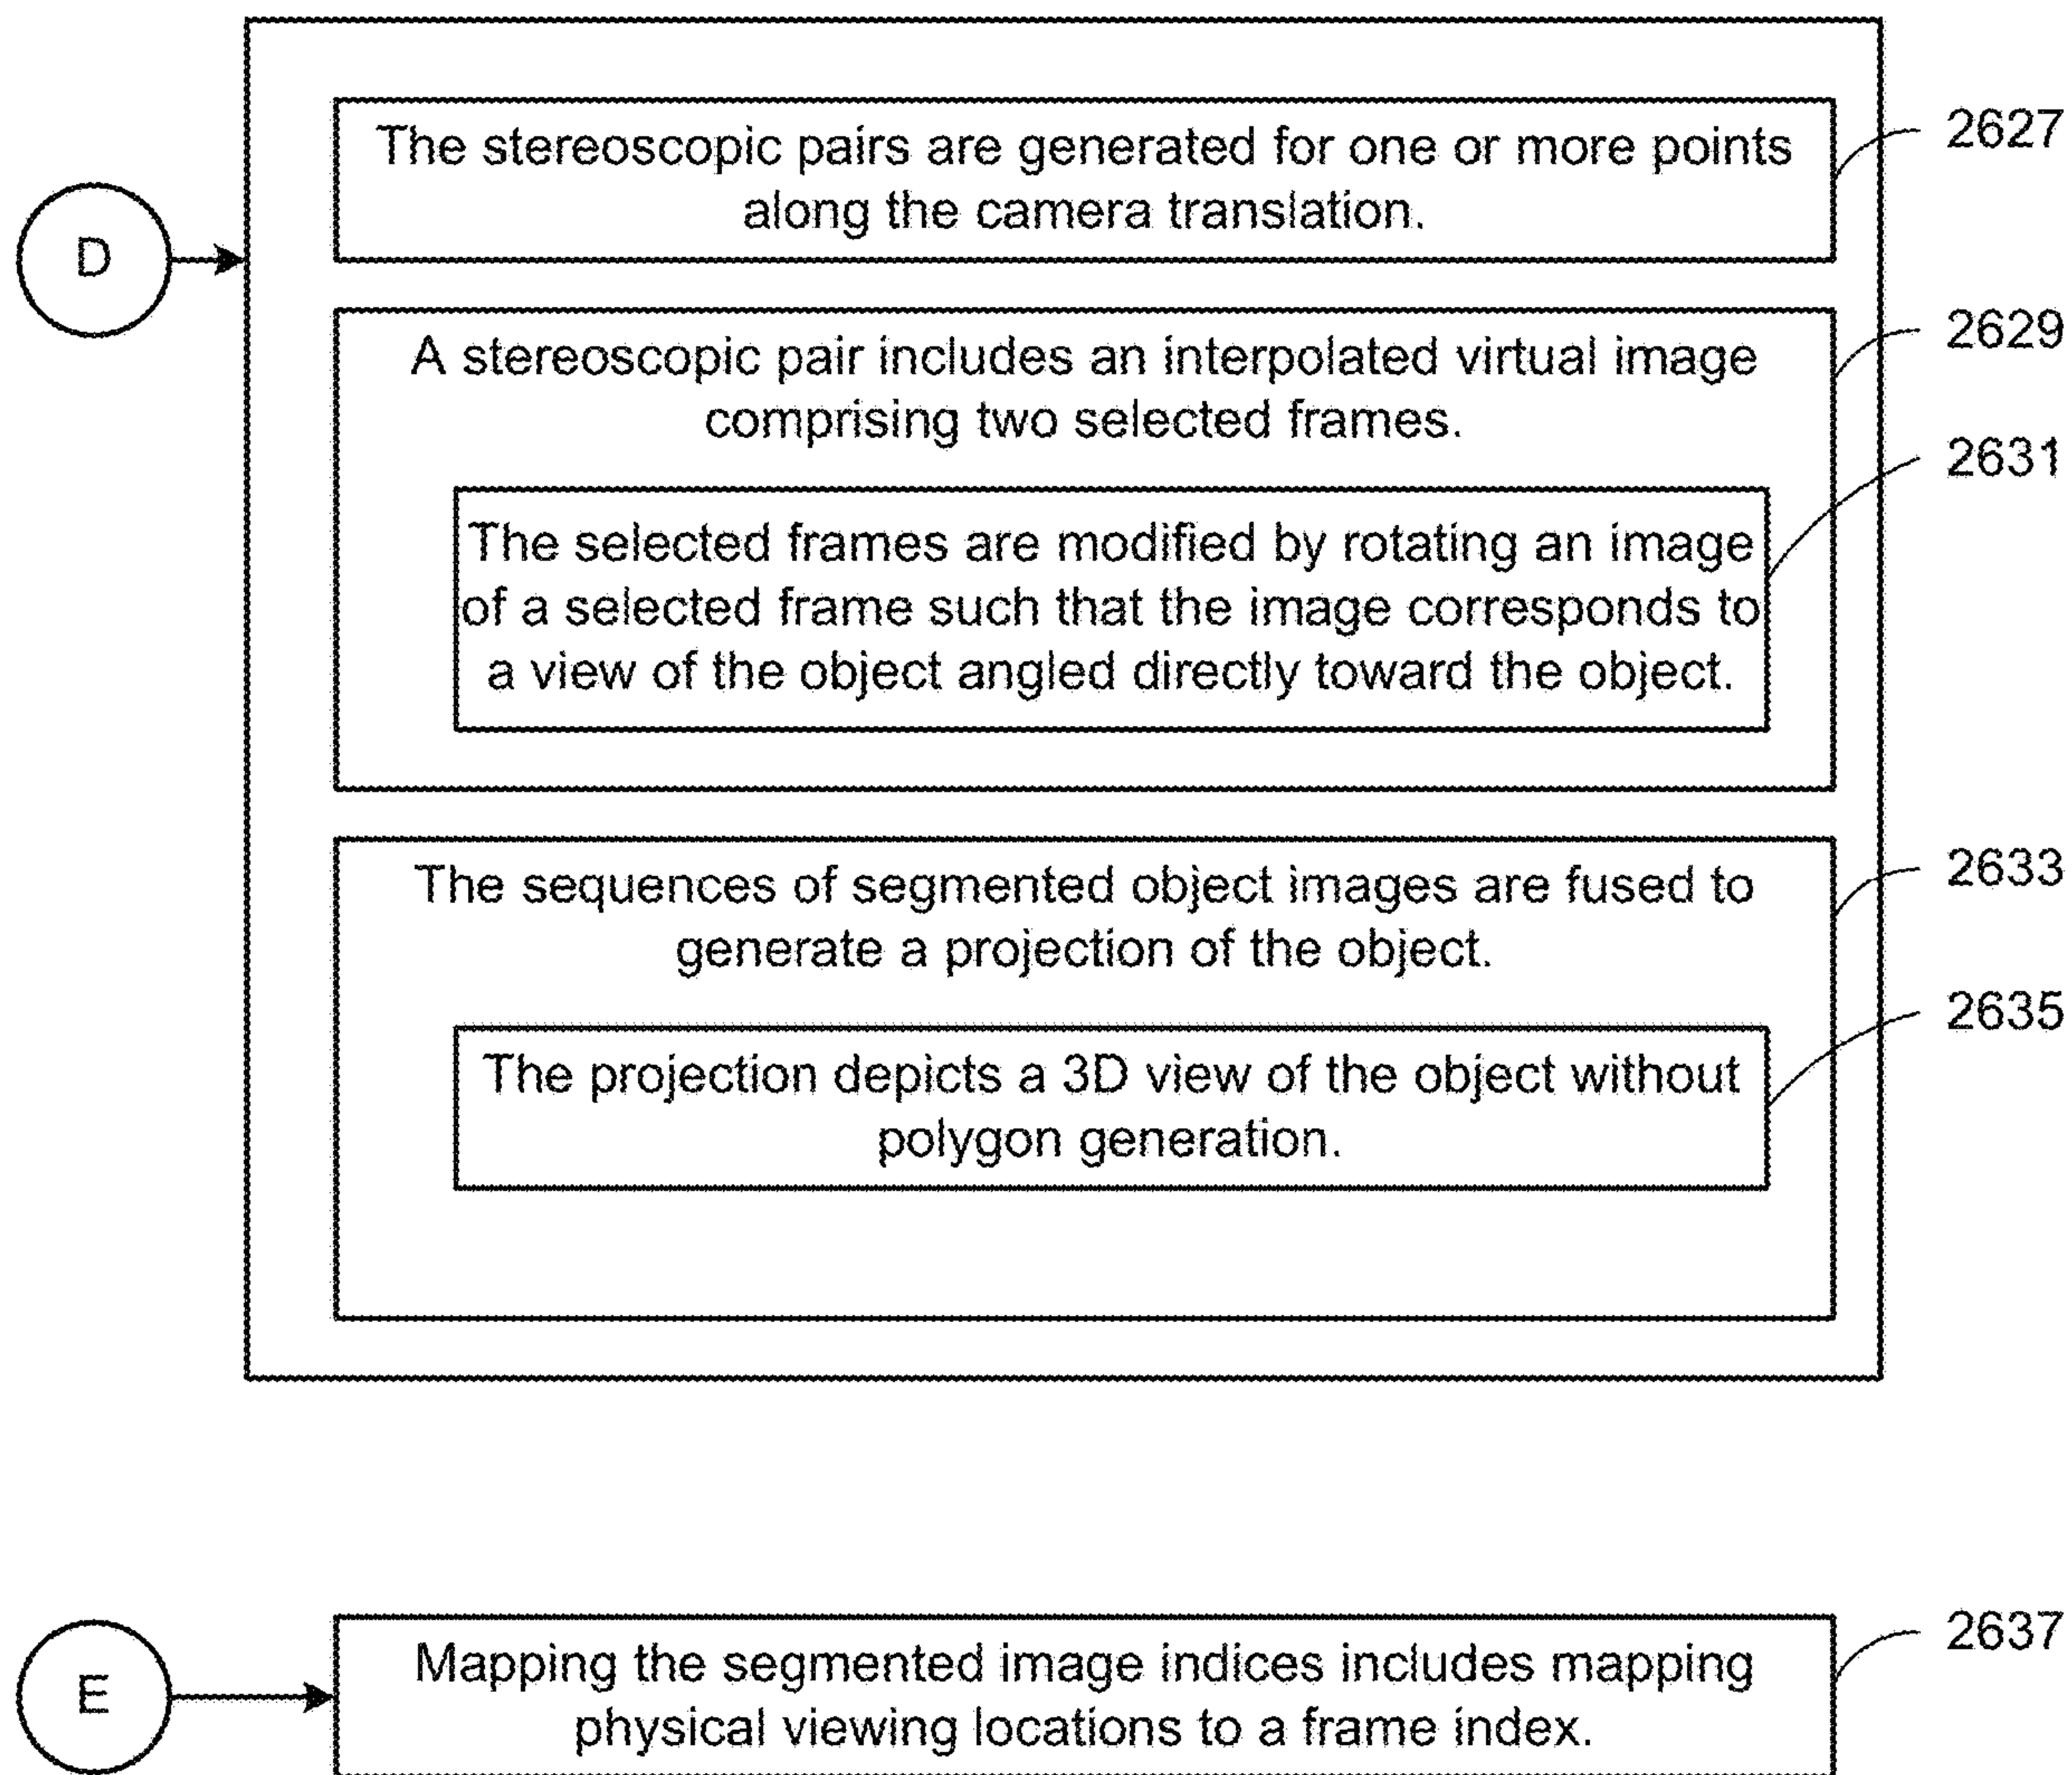 The stereoscopic pairs are generated for one or more points
along the camera translation.
2627
D
A stereoscopic pair includes an interpolated virtual image
comprising two selected frames.
2629
2631
The selected frames are modified by rotating an image
of a selected frame such that the image corresponds to
a view of the object angled directly toward the object.
The sequences of segmented object images are fused to
generate a projection of the object.
2633
2635
The projection depicts a 3D view of the object without
polygon generation.
E
Mapping the segmented image indices includes mapping
physical viewing locations to a frame index.
2637